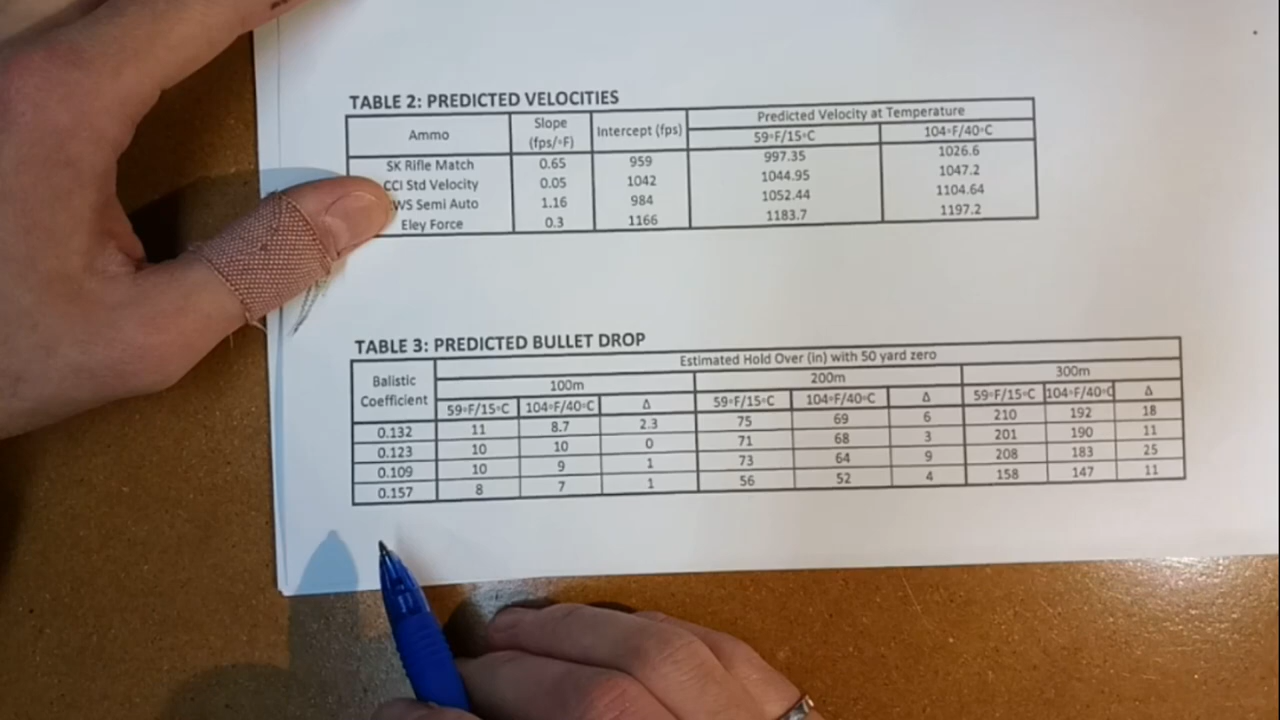 TABLE 2: PREDICTED VELOCITIES
Ammo Slope (fps/◦F) Intercept (fps) Predicted Velocity at Temperature
59◦F/15◦C 104◦F/40◦C
SK Rifle Match 0.65 959 997.35 1026.6
CCI Std Velocity 0.05 1042 1044.95 1047.2
WS Semi Auto 1.16 984 1052.44 1104.64
Eley Force 0.3 1166 1183.7 1197.2
TABLE 3: PREDICTED BULLET DROP
Balistic Coefficient Estimated Hold Over (in) with 50 yard zero
100m 200m 300m
59◦F/15◦C 104◦F/40◦C Δ 59◦F/15◦C 104◦F/40◦C Δ 59◦F/15◦C 104◦F/40◦C Δ
0.132 11 8.7 2.3 75 69 6 210 192 18
0.123 10 10 0 71 68 3 201 190 11
0.109 10 9 1 73 64 9 208 183 25
0.157 8 7 1 56 52 4 158 147 11